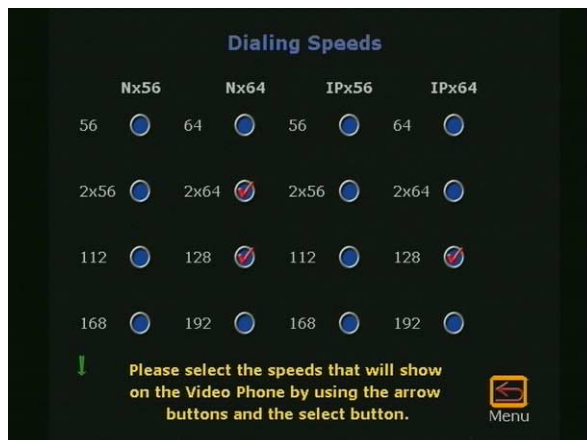 Dialing Speeds
Nx56 Nx64 IPx56 IPx64
56 64 56 64
2x56 2x64 2x56 2x64
112 128 112 128
168 192 168 192
! Please select the speeds that will show
on the Video Phone by using the arrow
buttons and the select button.
Menu